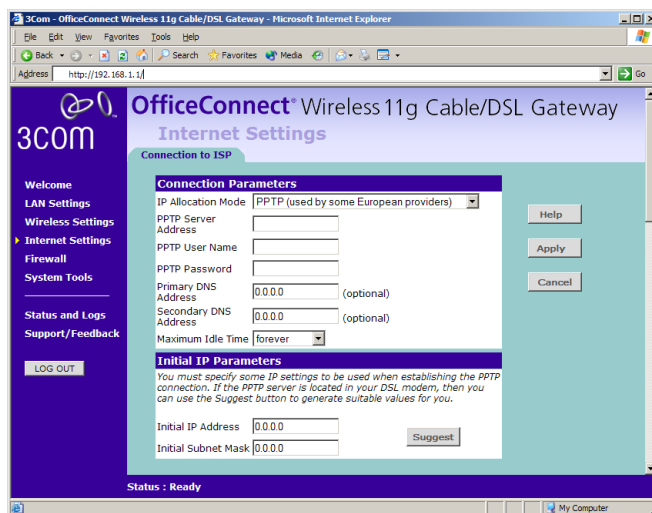 3Com - OfficeConnect Wireless 11g Cable/DSL Gateway - Microsoft Internet Explorer
File Edit View Favorites Tools Help
Back Search Favorites Media
Address http://192.168.1.1/ Go
3COM
OfficeConnect® Wireless 11g Cable/DSL Gateway
Internet Settings
Connection to ISP
Welcome
LAN Settings
Wireless Settings
Internet Settings
Firewall
System Tools
Status and Logs
Support/Feedback
LOG OUT
Connection Parameters
IP Allocation Mode PPTP (used by some European providers)
PPTP Server
Address
PPTP User Name
PPTP Password
Primary DNS
Address 0.0.0.0 (optional)
Secondary DNS
Address 0.0.0.0 (optional)
Maximum Idle Time forever
Initial IP Parameters
You must specify some IP settings to be used when establishing the PPTP
connection. If the PPTP server is located in your DSL modem, then you
can use the Suggest button to generate suitable values for you.
Initial IP Address 0.0.0.0
Suggest
Initial Subnet Mask 0.0.0.0
Help
Apply
Cancel
Status : Ready
My Computer